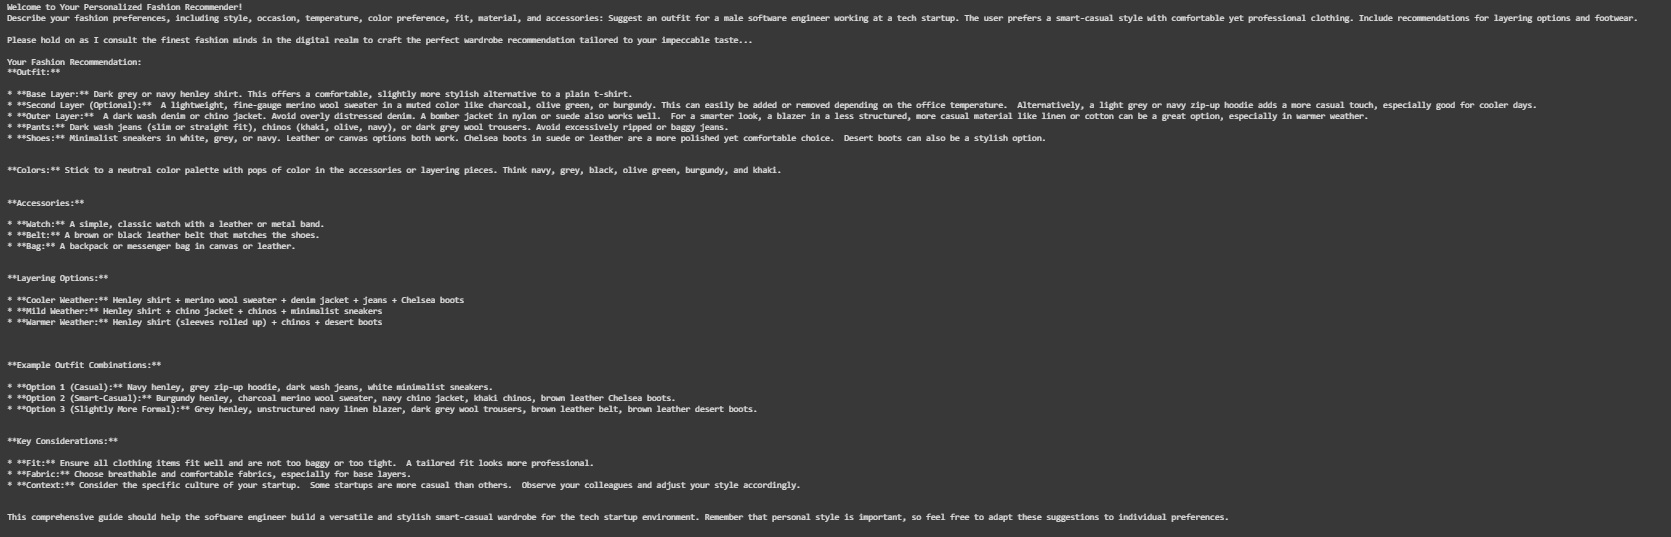 Welcome to Your Personalized Fashion Recommender!
Describe your fashion preferences, including style, occasion, temperature, color preference, fit, material, and accessories: Suggest an outfit for a male software engineer working at a tech startup. The user prefers a smart-casual style with comfortable yet professional clothing. Include recommendations for layering options and footwear.
Please hold on as I consult the finest fashion minds in the digital realm to craft the perfect wardrobe recommendation tailored to your impeccable taste...
Your Fashion Recommendation:
**Outfit:**
* **Base Layer:** Dark grey or navy henley shirt. This offers a comfortable, slightly more stylish alternative to a plain t-shirt.
* **Second Layer (Optional):**  A lightweight, fine-gauge merino wool sweater in a muted color like charcoal, olive green, or burgundy. This can easily be added or removed depending on the office temperature.  Alternatively, a light grey or navy zip-up hoodie adds a more casual touch, especially good for cooler days.
* **Outer Layer:**  A dark wash denim or chino jacket. Avoid overly distressed denim. A bomber jacket in nylon or suede also works well.  For a smarter look, a blazer in a less structured, more casual material like linen or cotton can be a great option, especially in warmer weather.
* **Pants:** Dark wash jeans (slim or straight fit), chinos (khaki, olive, navy), or dark grey wool trousers. Avoid excessively ripped or baggy jeans.
* **Shoes:** Minimalist sneakers in white, grey, or navy. Leather or canvas options both work. Chelsea boots in suede or leather are a more polished yet comfortable choice.  Desert boots can also be a stylish option.
**Colors:** Stick to a neutral color palette with pops of color in the accessories or layering pieces. Think navy, grey, black, olive green, burgundy, and khaki.
**Accessories:**
* **Watch:** A simple, classic watch with a leather or metal band.
* **Belt:** A brown or black leather belt that matches the shoes.
* **Bag:** A backpack or messenger bag in canvas or leather.
**Layering Options:**
* **Cooler Weather:** Henley shirt + merino wool sweater + denim jacket + jeans + Chelsea boots
* **Mild Weather:** Henley shirt + chino jacket + chinos + minimalist sneakers
* **Warmer Weather:** Henley shirt (sleeves rolled up) + chinos + desert boots
**Example Outfit Combinations:**
* **Option 1 (Casual):** Navy henley, grey zip-up hoodie, dark wash jeans, white minimalist sneakers.
* **Option 2 (Smart-Casual):** Burgundy henley, charcoal merino wool sweater, navy chino jacket, khaki chinos, brown leather Chelsea boots.
* **Option 3 (Slightly More Formal):** Grey henley, unstructured navy linen blazer, dark grey wool trousers, brown leather belt, brown leather desert boots.
**Key Considerations:**
* **Fit:** Ensure all clothing items fit well and are not too baggy or too tight.  A tailored fit looks more professional.
* **Fabric:** Choose breathable and comfortable fabrics, especially for base layers.
* **Context:** Consider the specific culture of your startup.  Some startups are more casual than others.  Observe your colleagues and adjust your style accordingly.
This comprehensive guide should help the software engineer build a versatile and stylish smart-casual wardrobe for the tech startup environment. Remember that personal style is important, so feel free to adapt these suggestions to individual preferences.